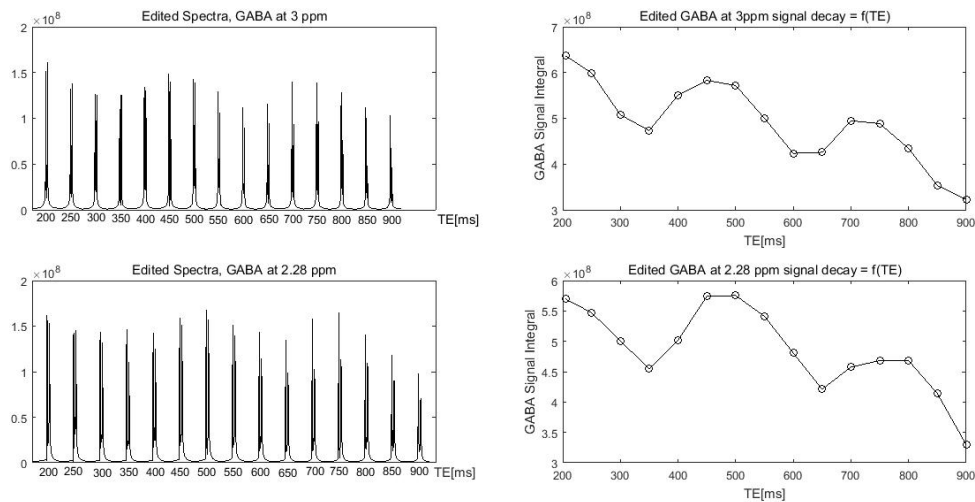 Edited Spectra, GABA at 3 ppm
×10⁸
2
1.5
1
0.5
0
200 250 300 350 400 450 500 550 600 650 700 750 800 850 900 TE[ms]
Edited GABA at 3ppm signal decay = f(TE)
×10⁸
7
6
5
4
3
GABA Signal Integral
200 300 400 500 600 700 800 900
TE[ms]
Edited Spectra, GABA at 2.28 ppm
×10⁸
2
1.5
1
0.5
0
200 250 300 350 400 450 500 550 600 650 700 750 800 850 900 TE[ms]
Edited GABA at 2.28 ppm signal decay = f(TE)
×10⁸
6
5.5
5
4.5
4
3.5
3
GABA Signal Integral
200 300 400 500 600 700 800 900
TE[ms]